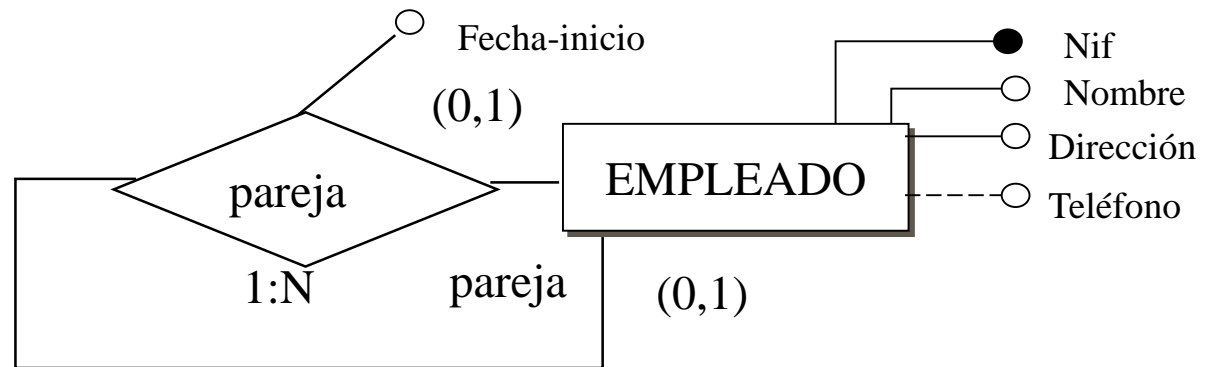 Fecha-inicio
Nif
(0,1)
Nombre
Dirección
pareja
EMPLEADO
Teléfono
1:N
pareja
(0,1)